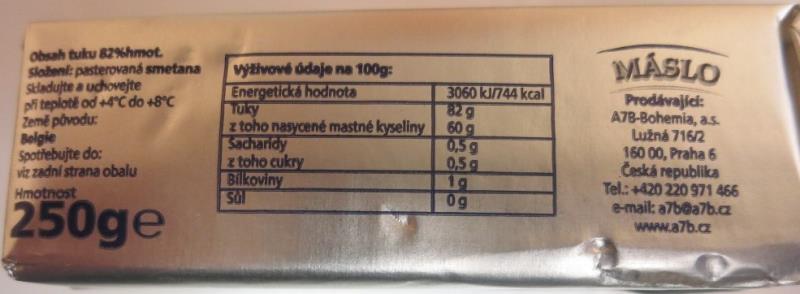 Obsah tuku 82%hmot.
Složení: pasterovaná smetana
Skladujte a uchovejte
při teplotě od +4°C do +8°C
Země původu:
Belgie
Spotřebujte do:
viz zadní strana obalu
Hmotnost
250g℮
Výživové údaje na 100g:
Energetická hodnota 3060 kJ/744 kcal
Tuky 82 g
z toho nasycené mastné kyseliny 60 g
Sacharidy 0,5 g
z toho cukry 0,5 g
Bílkoviny 1 g
Sůl 0 g
MÁSLO
Prodávající:
A7B-Bohemia, a.s.
Lužná 716/2
160 00, Praha 6
Česká republika
Tel.: +420 220 971 466
e-mail: a7b@a7b.cz
www.a7b.cz